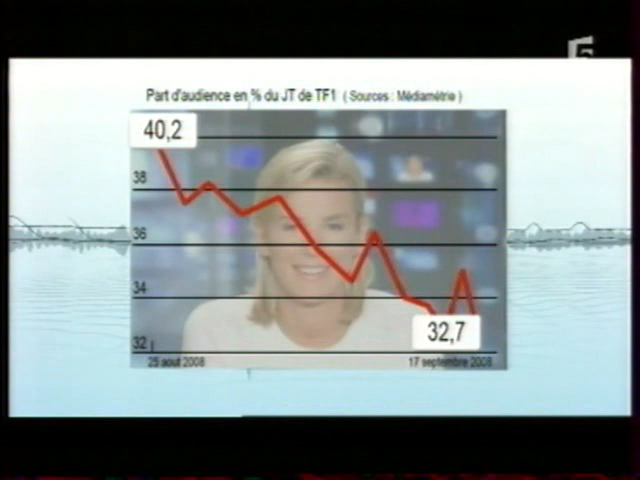 5
Part d'audience en % du JT de TF1 ( Sources : Médiamétrie )
40,2
38
36
34
32,7
32
25 aout 2008
17 septembre 2008